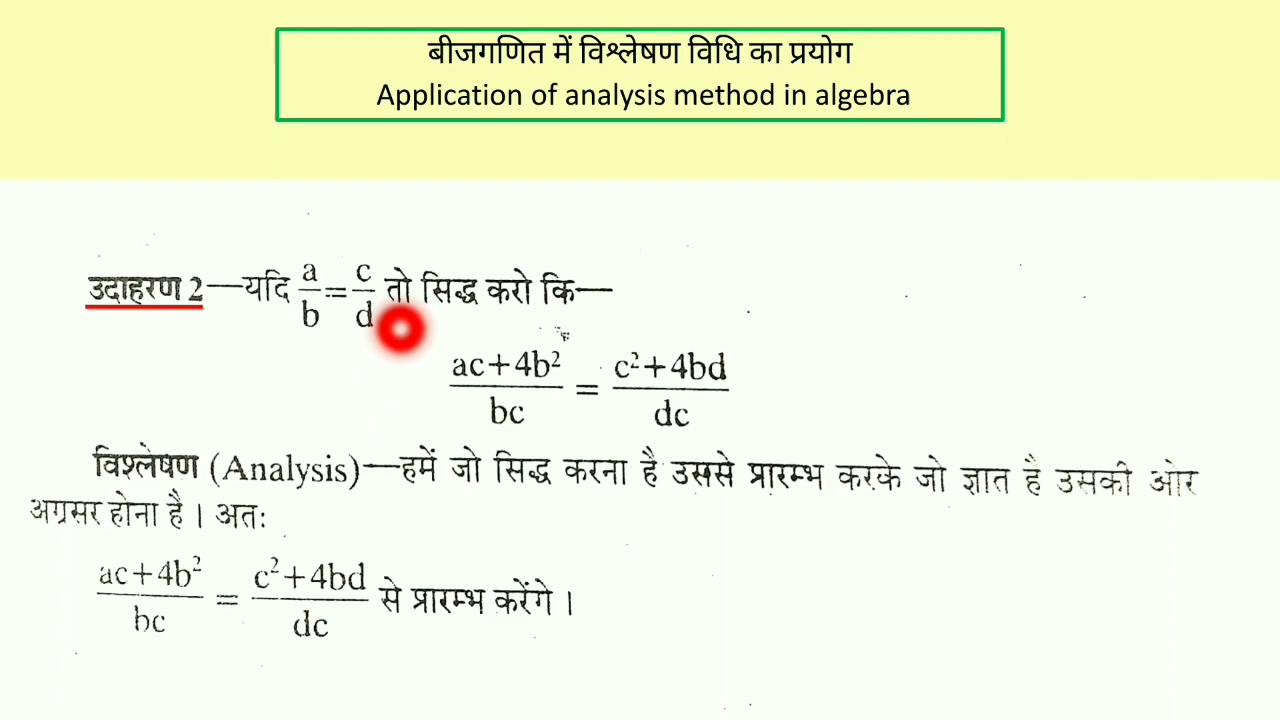 बीजगणित में विश्लेषण विधि का प्रयोग
Application of analysis method in algebra
उदाहरण 2—यदि a/b = c/d तो सिद्ध करो कि—
(ac+4b²)/bc = (c²+4bd)/dc
विश्लेषण (Analysis)—हमें जो सिद्ध करना है उससे प्रारम्भ करके जो ज्ञात है उसकी ओर
अग्रसर होना है। अतः
(ac+4b²)/bc = (c²+4bd)/dc से प्रारम्भ करेंगे।